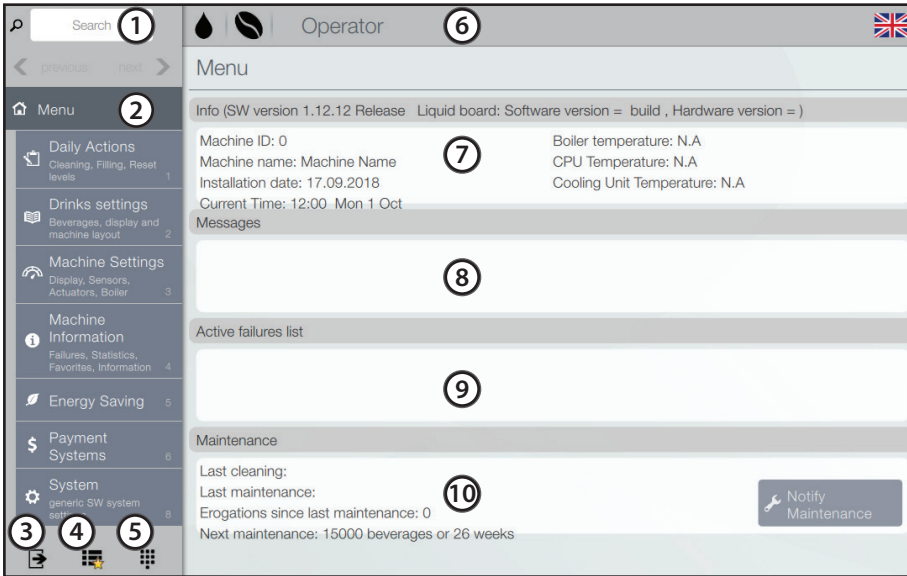 Search
1
previous next
2
Menu
Daily Actions
Cleaning, Filling, Reset
levels 1
Drinks settings
Beverages, display and
machine layout 2
Machine Settings
Display, Sensors,
Actuators, Boiler 3
Machine
Information
Failures, Statistics,
Favorites, Information 4
Energy Saving 5
Payment
Systems 6
System
generic SW system
8
3 4 5
Operator 6
Menu
Info (SW version 1.12.12 Release Liquid board: Software version = build , Hardware version = )
Machine ID: 0
Machine name: Machine Name
Installation date: 17.09.2018
Current Time: 12:00 Mon 1 Oct
7
Boiler temperature: N.A
CPU Temperature: N.A
Cooling Unit Temperature: N.A
Messages
8
Active failures list
9
Maintenance
Last cleaning:
Last maintenance:
Erogations since last maintenance: 0
Next maintenance: 15000 beverages or 26 weeks
10
Notify
Maintenance